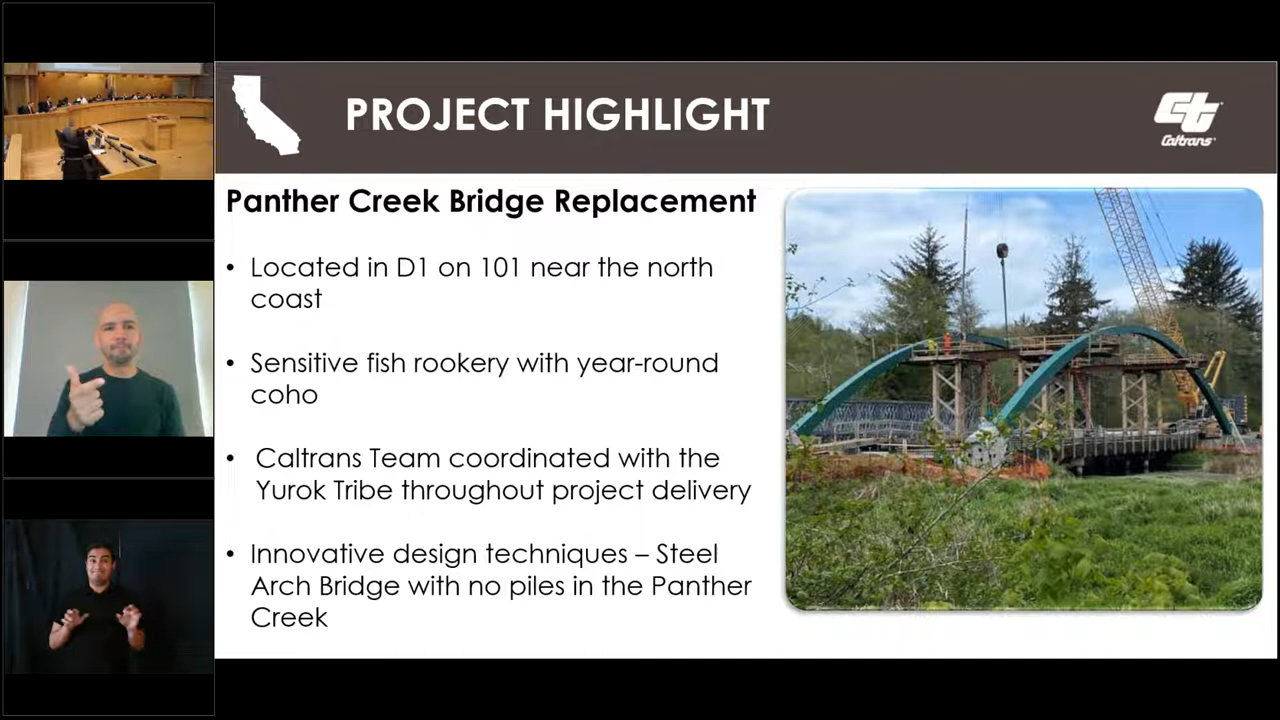 PROJECT HIGHLIGHT
CT
Caltrans
Panther Creek Bridge Replacement
• Located in D1 on 101 near the north
coast
• Sensitive fish rookery with year-round
coho
• Caltrans Team coordinated with the
Yurok Tribe throughout project delivery
• Innovative design techniques – Steel
Arch Bridge with no piles in the Panther
Creek